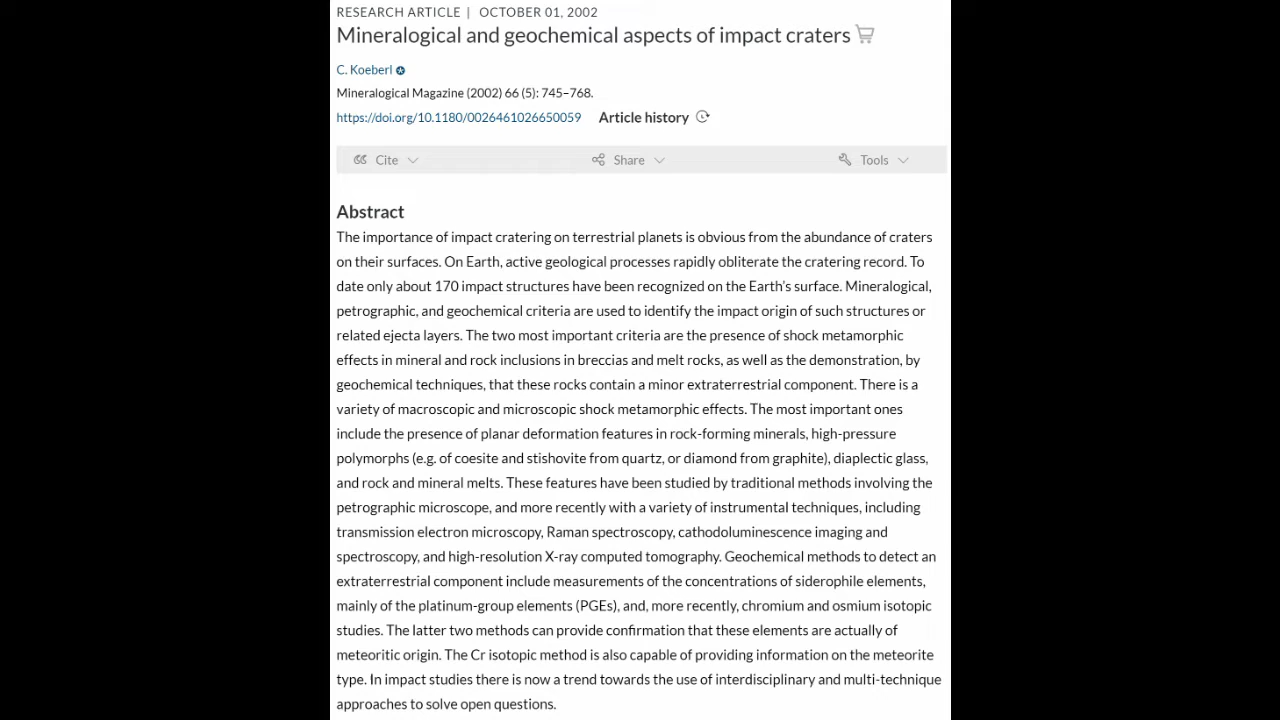 RESEARCH ARTICLE | OCTOBER 01, 2002
Mineralogical and geochemical aspects of impact craters
C. Koeberl
Mineralogical Magazine (2002) 66 (5): 745–768.
https://doi.org/10.1180/0026461026650059 Article history
Cite Share Tools
Abstract
The importance of impact cratering on terrestrial planets is obvious from the abundance of craters
on their surfaces. On Earth, active geological processes rapidly obliterate the cratering record. To
date only about 170 impact structures have been recognized on the Earth's surface. Mineralogical,
petrographic, and geochemical criteria are used to identify the impact origin of such structures or
related ejecta layers. The two most important criteria are the presence of shock metamorphic
effects in mineral and rock inclusions in breccias and melt rocks, as well as the demonstration, by
geochemical techniques, that these rocks contain a minor extraterrestrial component. There is a
variety of macroscopic and microscopic shock metamorphic effects. The most important ones
include the presence of planar deformation features in rock-forming minerals, high-pressure
polymorphs (e.g. of coesite and stishovite from quartz, or diamond from graphite), diaplectic glass,
and rock and mineral melts. These features have been studied by traditional methods involving the
petrographic microscope, and more recently with a variety of instrumental techniques, including
transmission electron microscopy, Raman spectroscopy, cathodoluminescence imaging and
spectroscopy, and high-resolution X-ray computed tomography. Geochemical methods to detect an
extraterrestrial component include measurements of the concentrations of siderophile elements,
mainly of the platinum-group elements (PGEs), and, more recently, chromium and osmium isotopic
studies. The latter two methods can provide confirmation that these elements are actually of
meteoritic origin. The Cr isotopic method is also capable of providing information on the meteorite
type. In impact studies there is now a trend towards the use of interdisciplinary and multi-technique
approaches to solve open questions.